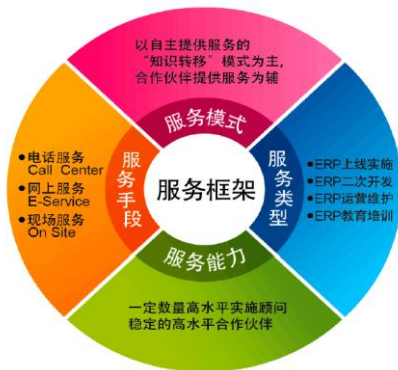 以自主提供服务的
“知识转移”模式为主，
合作伙伴提供服务为辅
服务模式
●电话服务
Call Center
●网上服务
E-Service
●现场服务
On Site
服务手段
服务框架
服务类型
●ERP上线实施
●ERP二次开发
●ERP运营维护
●ERP教育培训
服务能力
一定数量高水平实施顾问
稳定的高水平合作伙伴